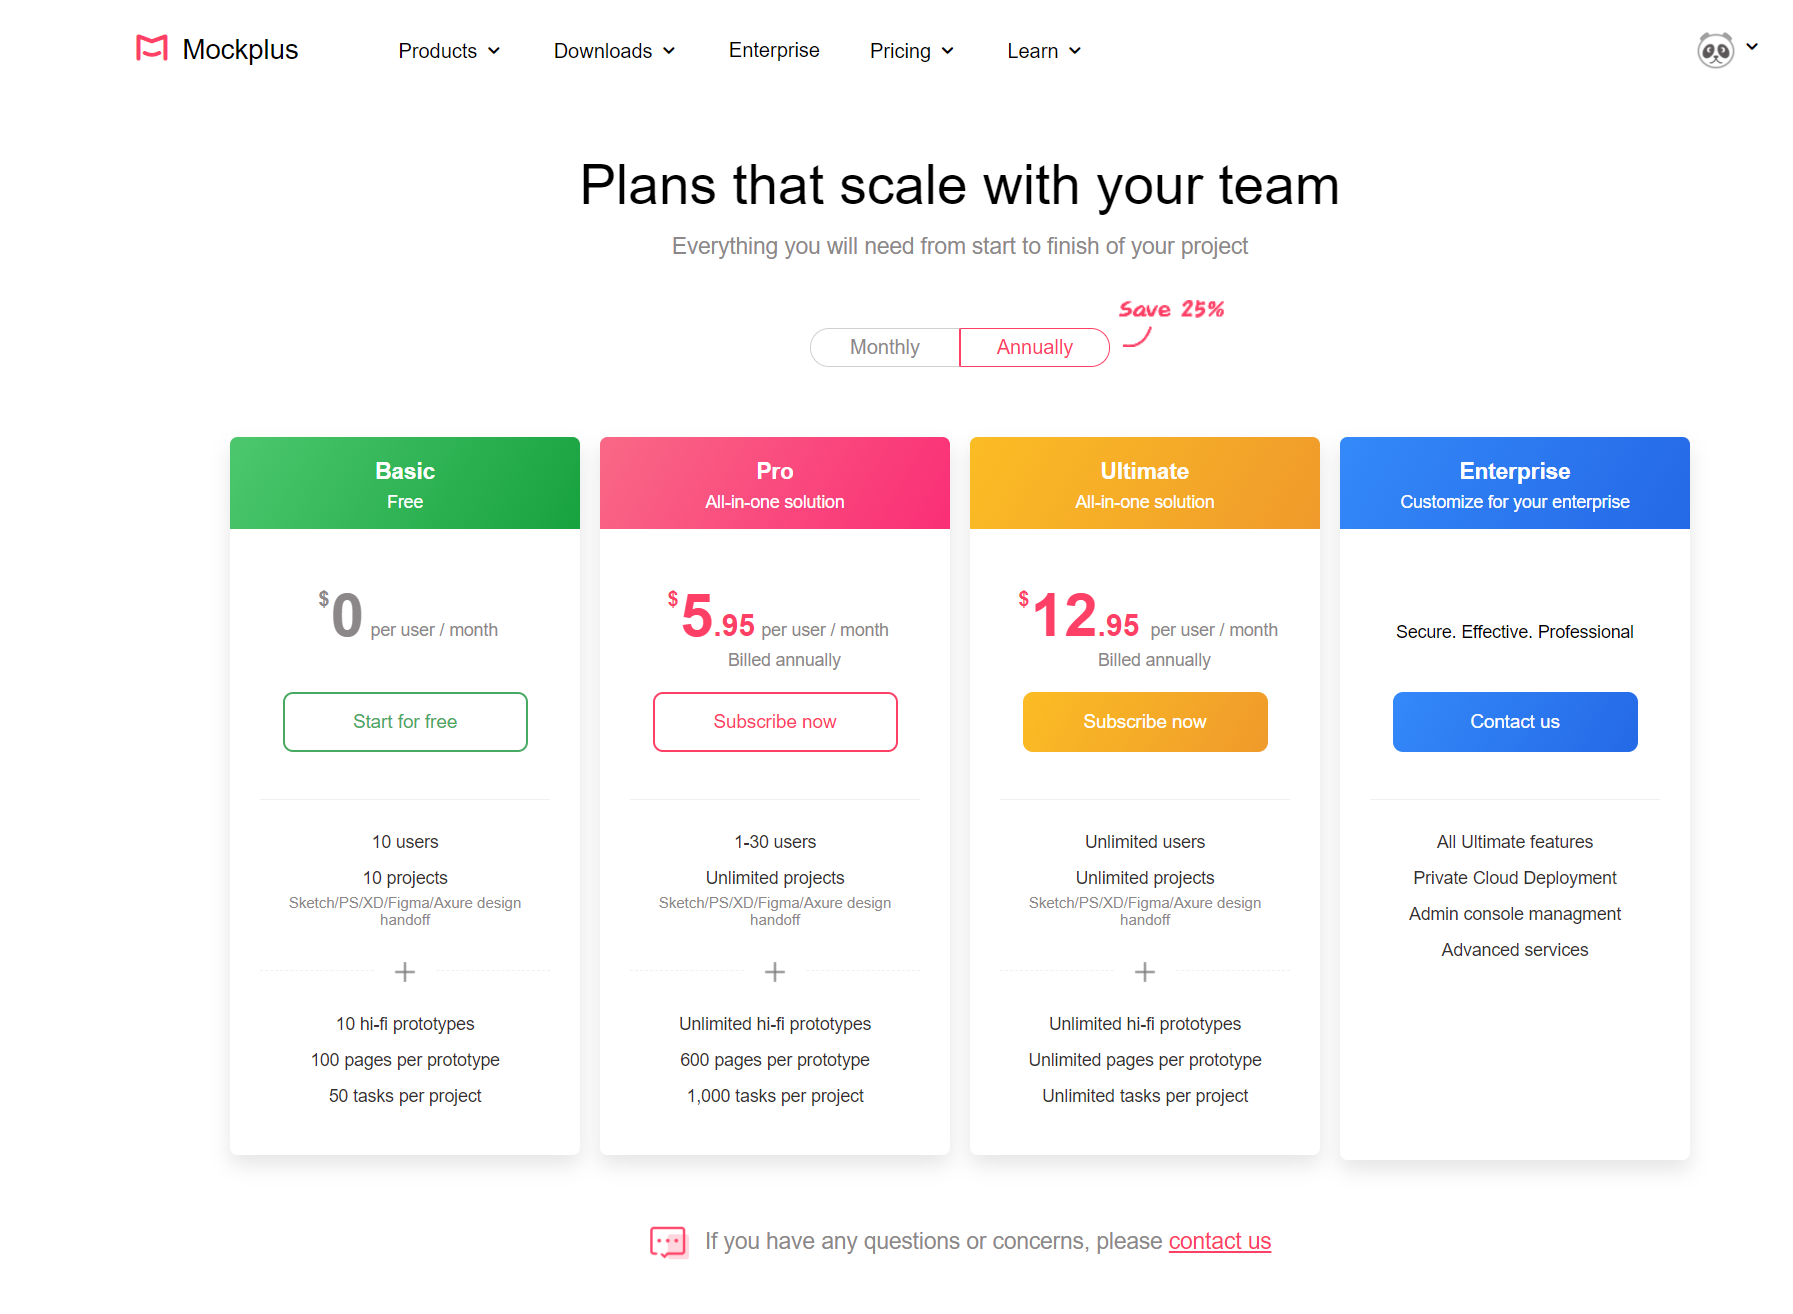 Mockplus
Products
Downloads
Enterprise
Pricing
Learn
Plans that scale with your team
Everything you will need from start to finish of your project
Save 25%
Monthly
Annually
Basic
Free
$0 per user / month
Start for free
10 users
10 projects
Sketch/PS/XD/Figma/Axure design
handoff
10 hi-fi prototypes
100 pages per prototype
50 tasks per project
Pro
All-in-one solution
$5.95 per user / month
Billed annually
Subscribe now
1-30 users
Unlimited projects
Sketch/PS/XD/Figma/Axure design
handoff
Unlimited hi-fi prototypes
600 pages per prototype
1,000 tasks per project
Ultimate
All-in-one solution
$12.95 per user / month
Billed annually
Subscribe now
Unlimited users
Unlimited projects
Sketch/PS/XD/Figma/Axure design
handoff
Unlimited hi-fi prototypes
Unlimited pages per prototype
Unlimited tasks per project
Enterprise
Customize for your enterprise
Secure. Effective. Professional
Contact us
All Ultimate features
Private Cloud Deployment
Admin console managment
Advanced services
If you have any questions or concerns, please contact us